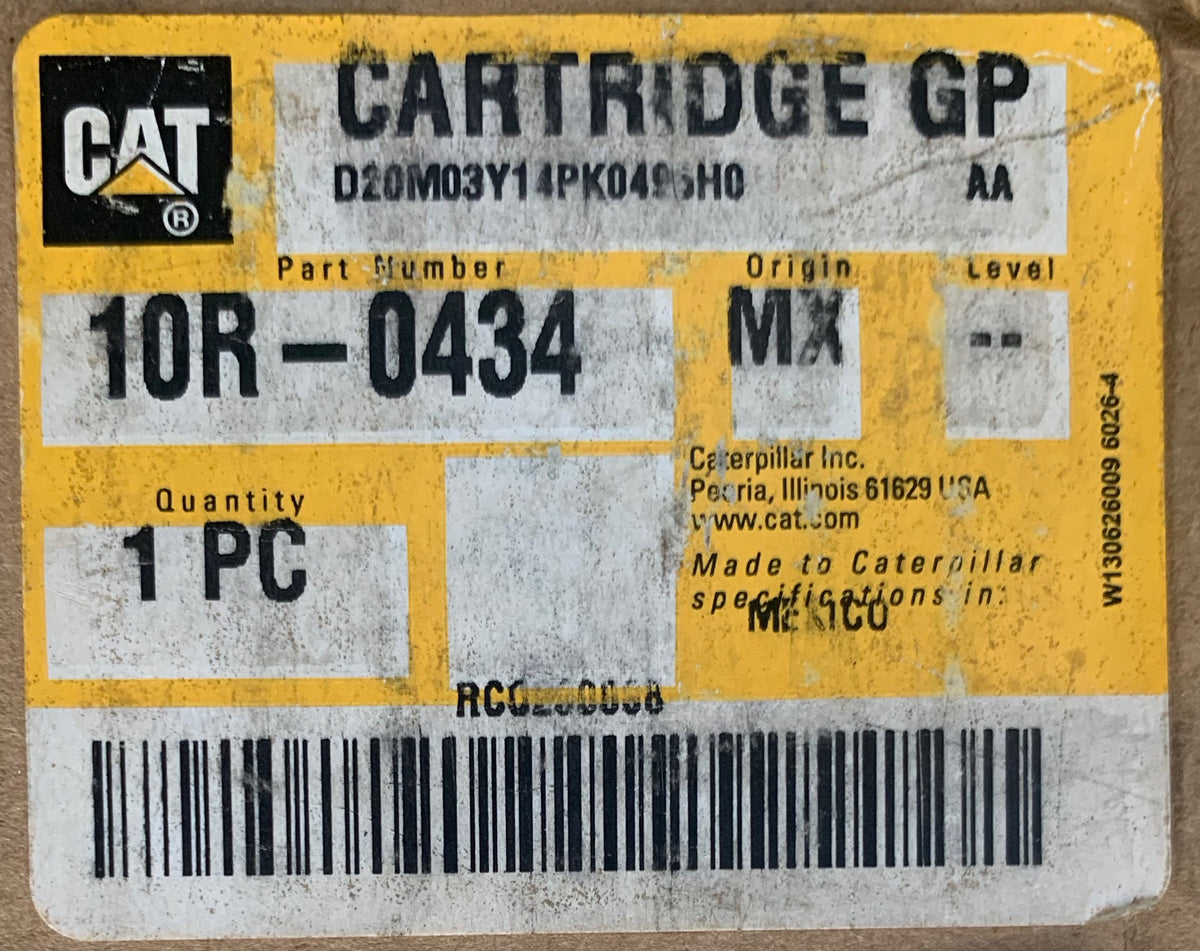 CAT ®
CARTRIDGE GP
AA
Part Number
10R-0434
Origin
MX
Level
--
Quantity
1 PC
Caterpillar Inc.
Peoria, Illinois 61629 USA
www.cat.com
Made to Caterpillar
specifications in:
MEXICO
W130626009 6026-4